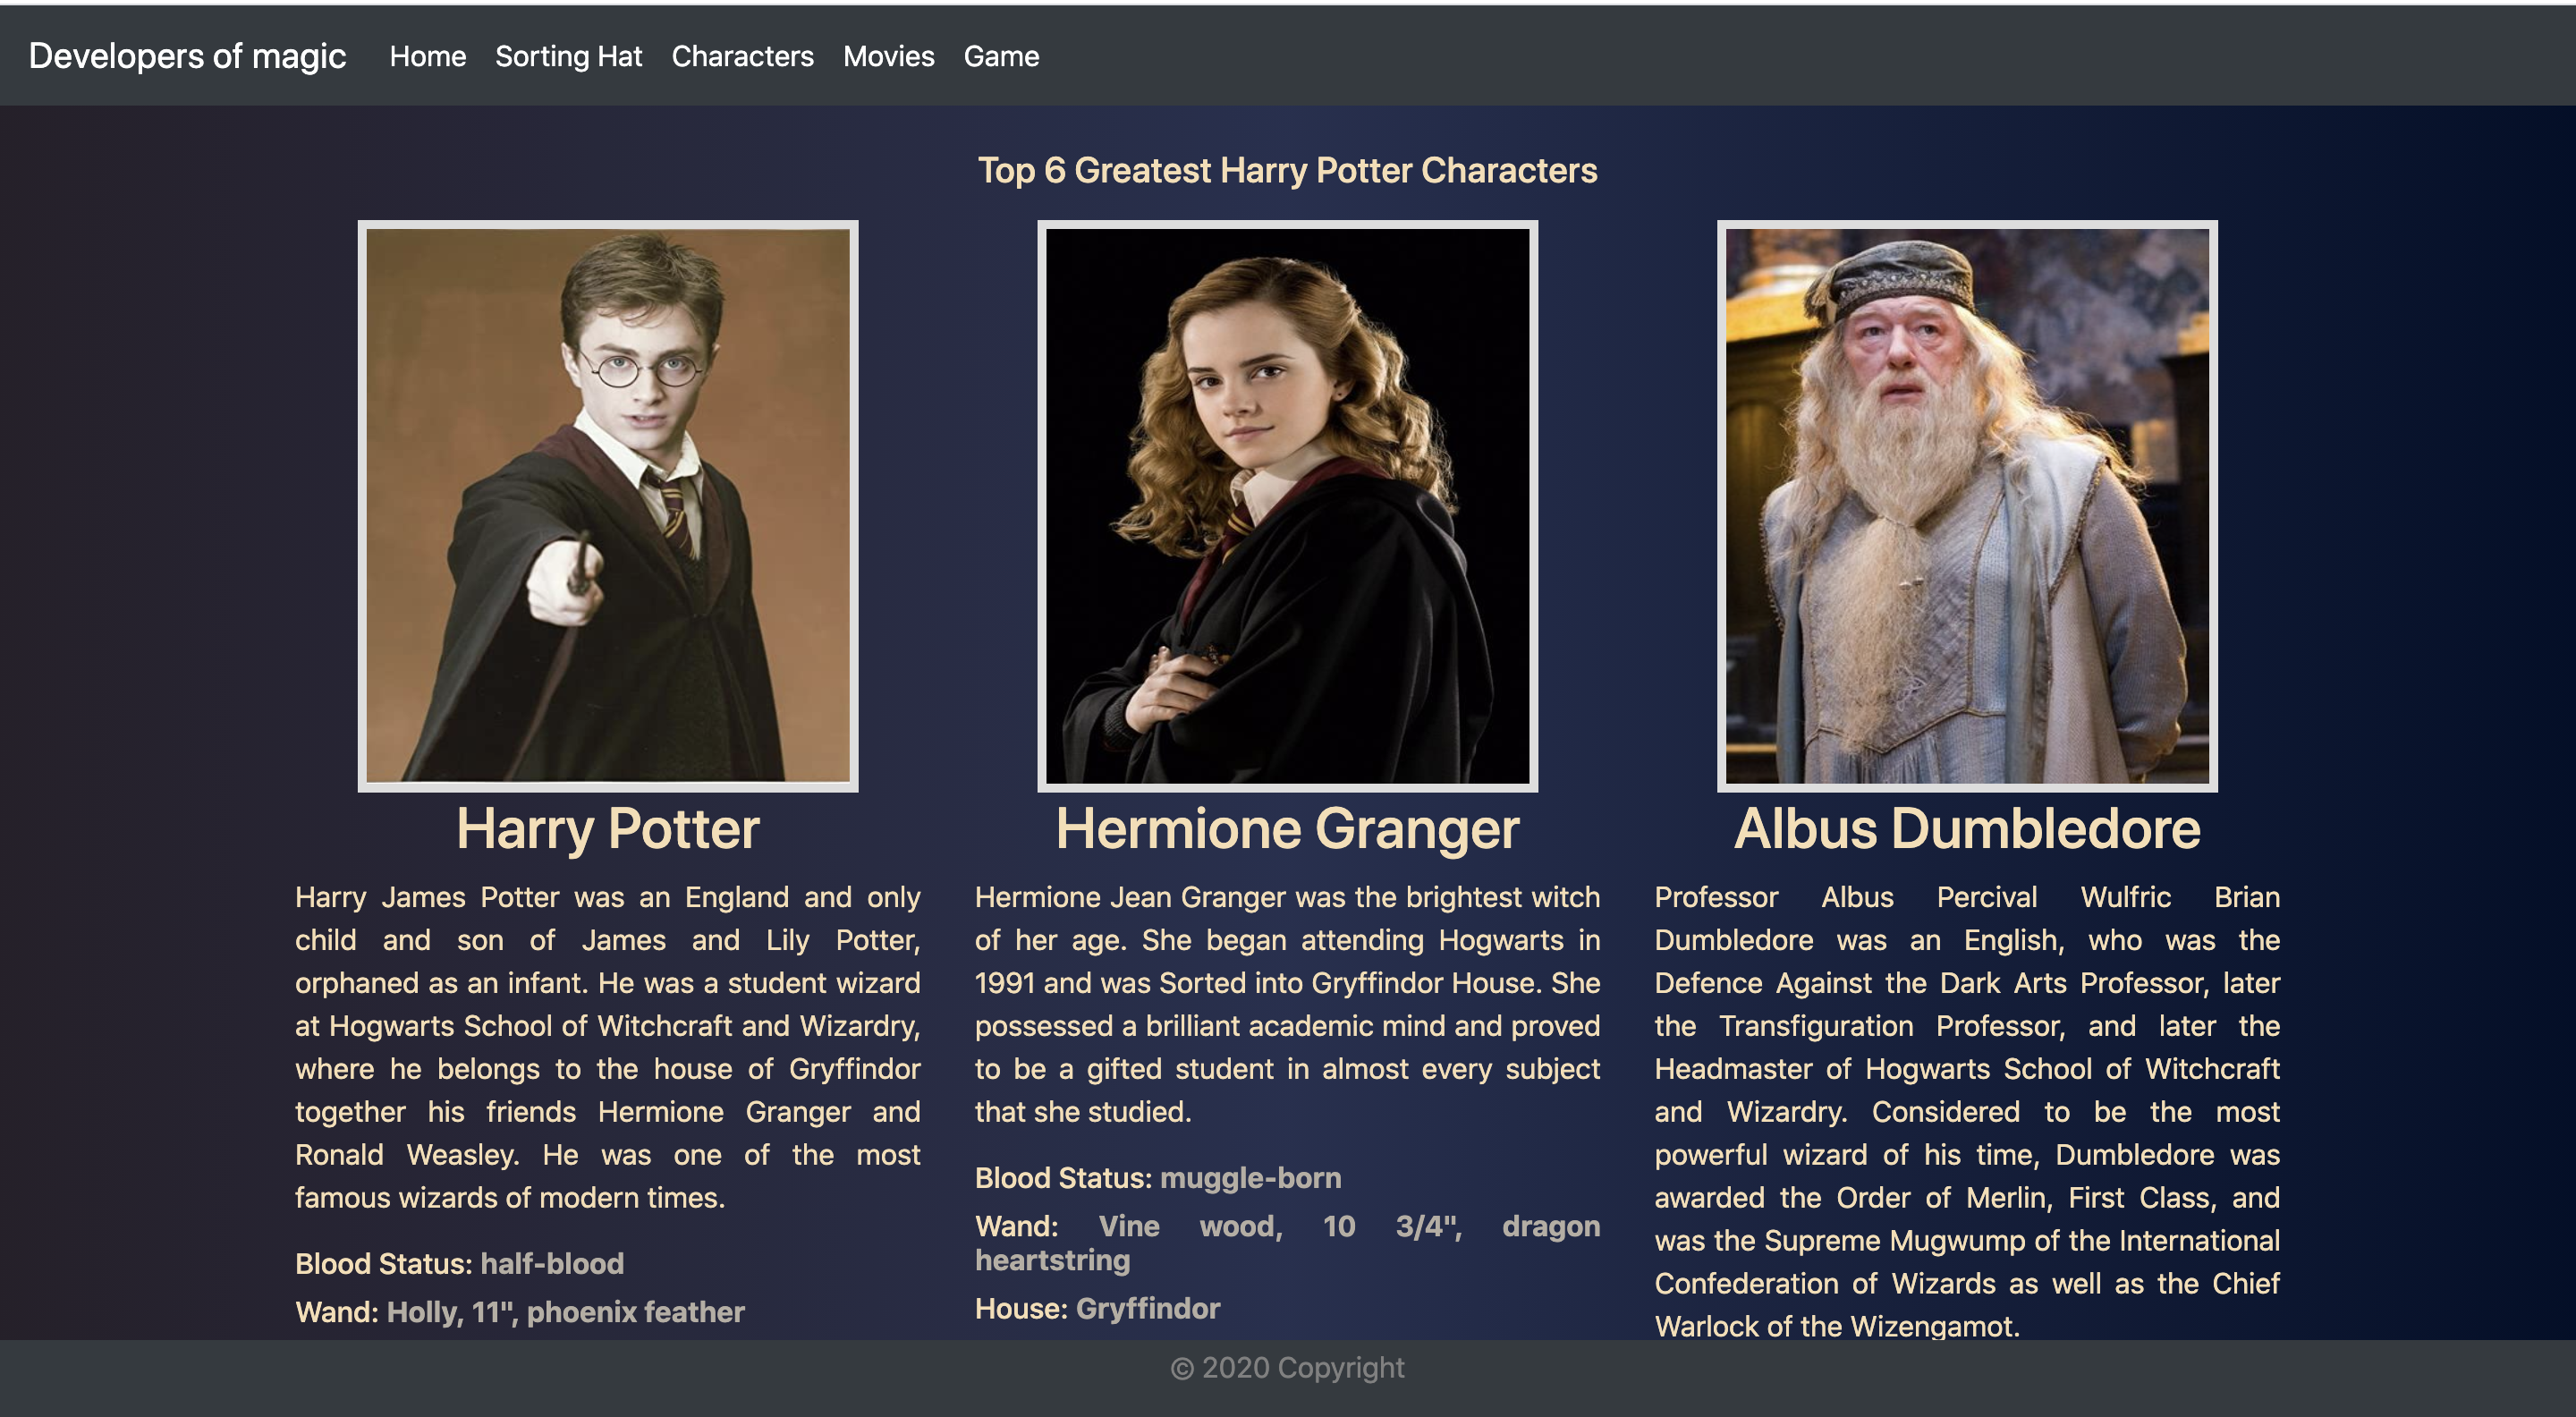 Developers of magic Home Sorting Hat Characters Movies Game
Top 6 Greatest Harry Potter Characters
Harry Potter
Harry James Potter was an England and only
child and son of James and Lily Potter,
orphaned as an infant. He was a student wizard
at Hogwarts School of Witchcraft and Wizardry,
where he belongs to the house of Gryffindor
together his friends Hermione Granger and
Ronald Weasley. He was one of the most
famous wizards of modern times.
Blood Status: half-blood
Wand: Holly, 11", phoenix feather
Hermione Granger
Hermione Jean Granger was the brightest witch
of her age. She began attending Hogwarts in
1991 and was Sorted into Gryffindor House. She
possessed a brilliant academic mind and proved
to be a gifted student in almost every subject
that she studied.
Blood Status: muggle-born
Wand: Vine wood, 10 3/4", dragon
heartstring
House: Gryffindor
Albus Dumbledore
Professor Albus Percival Wulfric Brian
Dumbledore was an English, who was the
Defence Against the Dark Arts Professor, later
the Transfiguration Professor, and later the
Headmaster of Hogwarts School of Witchcraft
and Wizardry. Considered to be the most
powerful wizard of his time, Dumbledore was
awarded the Order of Merlin, First Class, and
was the Supreme Mugwump of the International
Confederation of Wizards as well as the Chief
Warlock of the Wizengamot.
© 2020 Copyright